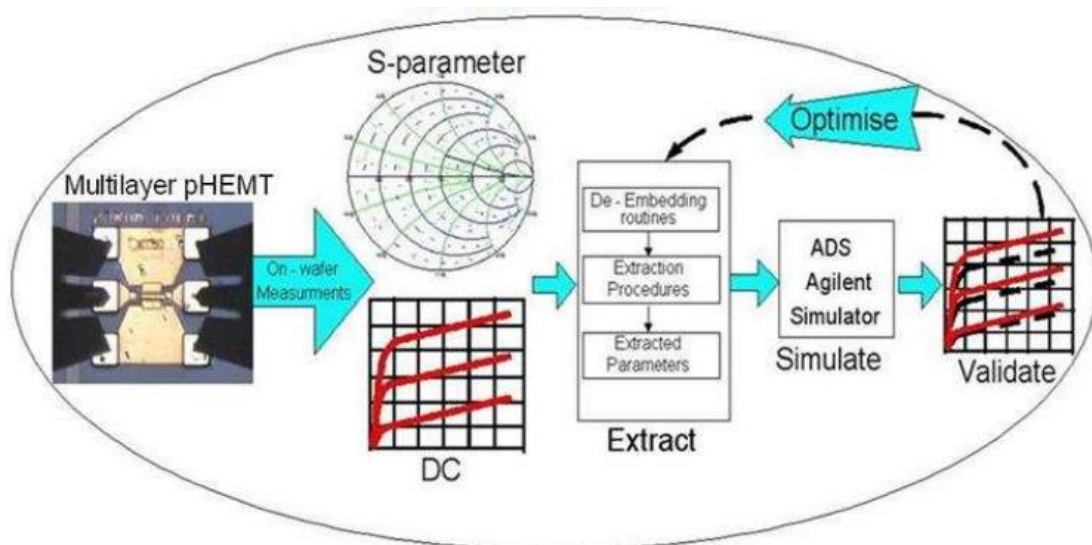 S-parameter
Multilayer pHEMT
On - wafer
Measurments
DC
De - Embedding
routines
Extraction
Procedures
Extracted
Parameters
Extract
Optimise
ADS
Agilent
Simulator
Simulate
Validate